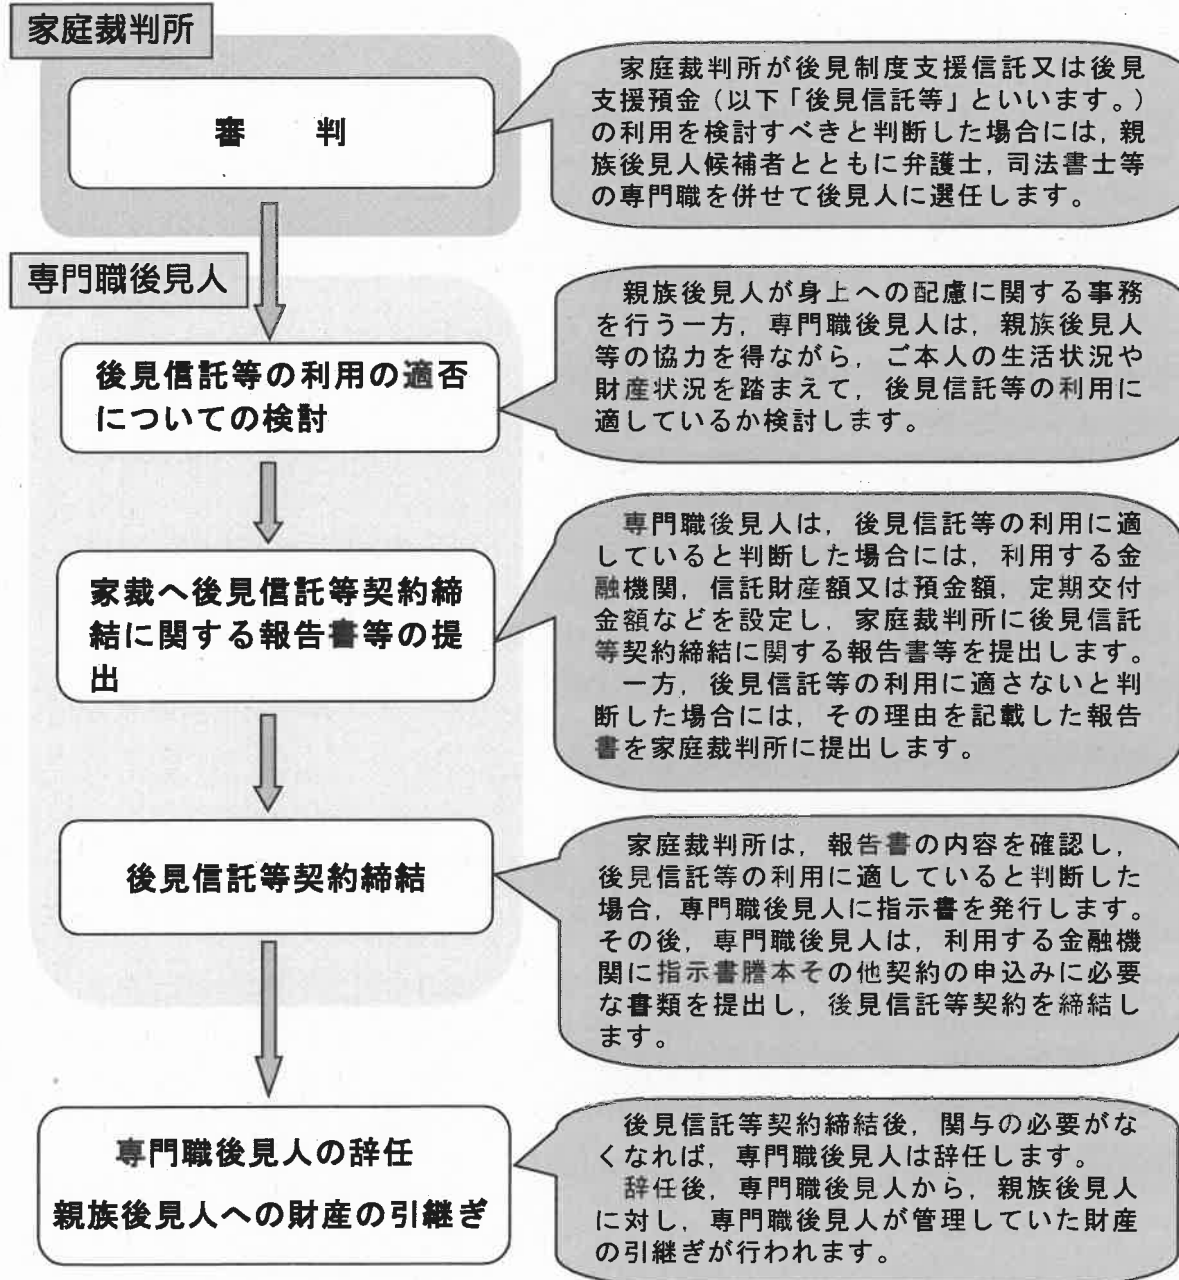 家庭裁判所
審　　判
家庭裁判所が後見制度支援信託又は後見
支援預金（以下「後見信託等」といいます。）
の利用を検討すべきと判断した場合には，親
族後見人候補者とともに弁護士，司法書士等
の専門職を併せて後見人に選任します。
専門職後見人
後見信託等の利用の適否
についての検討
親族後見人が身上への配慮に関する事務
を行う一方，専門職後見人は，親族後見人
等の協力を得ながら，ご本人の生活状況や
財産状況を踏まえて，後見信託等の利用に
適しているか検討します。
家裁へ後見信託等契約締
結に関する報告書等の提
出
専門職後見人は，後見信託等の利用に適
していると判断した場合には，利用する金
融機関，信託財産額又は預金額，定期交付
金額などを設定し，家庭裁判所に後見信託
等契約締結に関する報告書等を提出します。
一方，後見信託等の利用に適さないと判
断した場合には，その理由を記載した報告
書を家庭裁判所に提出します。
後見信託等契約締結
家庭裁判所は，報告書の内容を確認し，
後見信託等の利用に適していると判断した
場合，専門職後見人に指示書を発行します。
その後，専門職後見人は，利用する金融機
関に指示書謄本その他契約の申込みに必要
な書類を提出し，後見信託等契約を締結し
ます。
専門職後見人の辞任
親族後見人への財産の引継ぎ
後見信託等契約締結後，関与の必要がな
くなれば，専門職後見人は辞任します。
辞任後，専門職後見人から，親族後見人
に対し，専門職後見人が管理していた財産
の引継ぎが行われます。